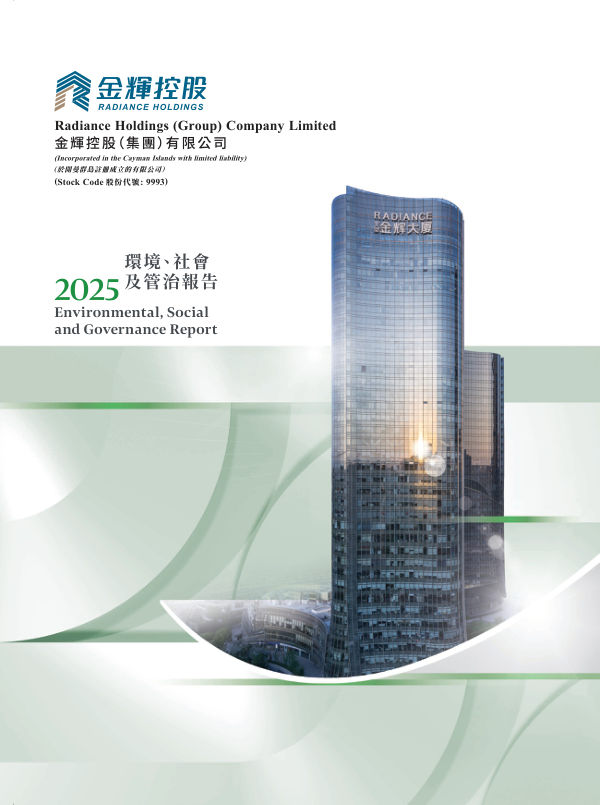 金輝控股
RADIANCE HOLDINGS
Radiance Holdings (Group) Company Limited
金輝控股（集團）有限公司
(Incorporated in the Cayman Islands with limited liability)
（於開曼群島註冊成立的有限公司）
(Stock Code 股份代號: 9993)
RADIANCE
金輝大厦
2025 環境、社會
及管治報告
Environmental, Social
and Governance Report